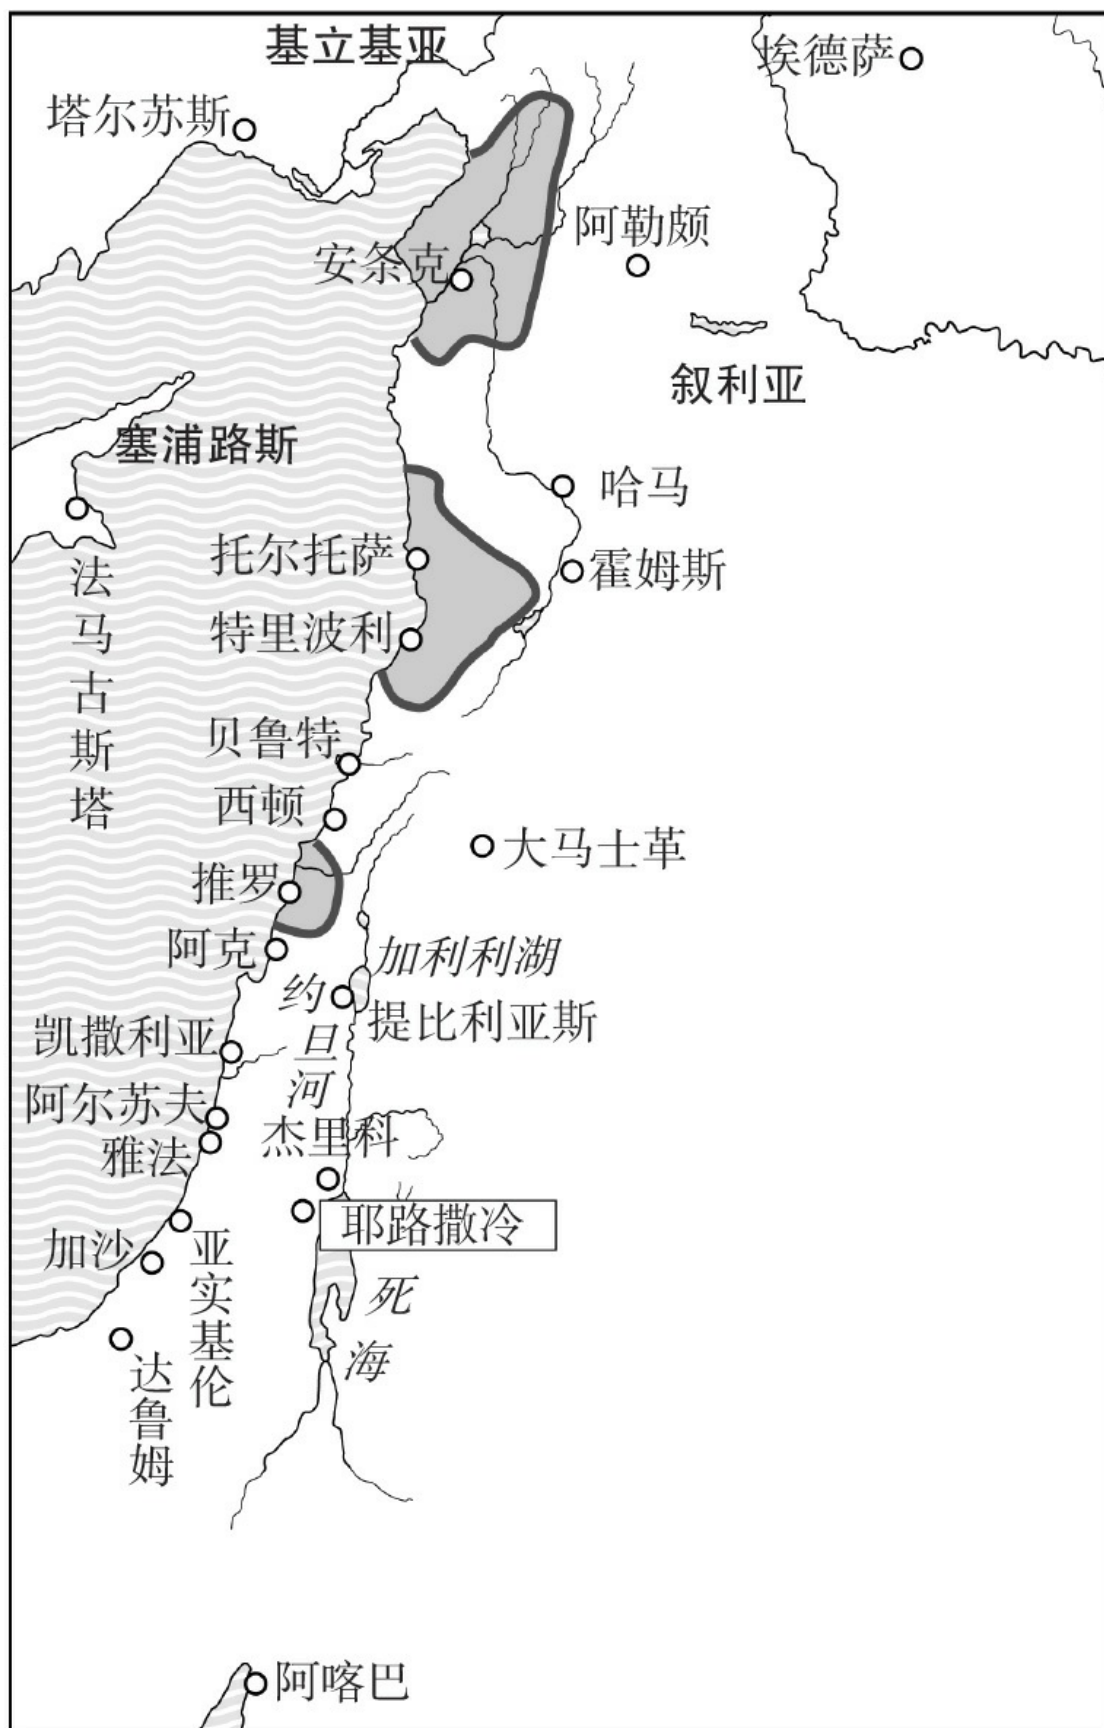 基立基亚
埃德萨
塔尔苏斯
阿勒颇
安条克
叙利亚
塞浦路斯
哈马
托尔托萨
霍姆斯
法马古斯塔
特里波利
贝鲁特
西顿
大马士革
推罗
阿克
加利利湖
约旦河
提比利亚斯
凯撒利亚
阿尔苏夫
杰里科
雅法
耶路撒冷
亚实基伦
加沙
死海
达鲁姆
阿喀巴